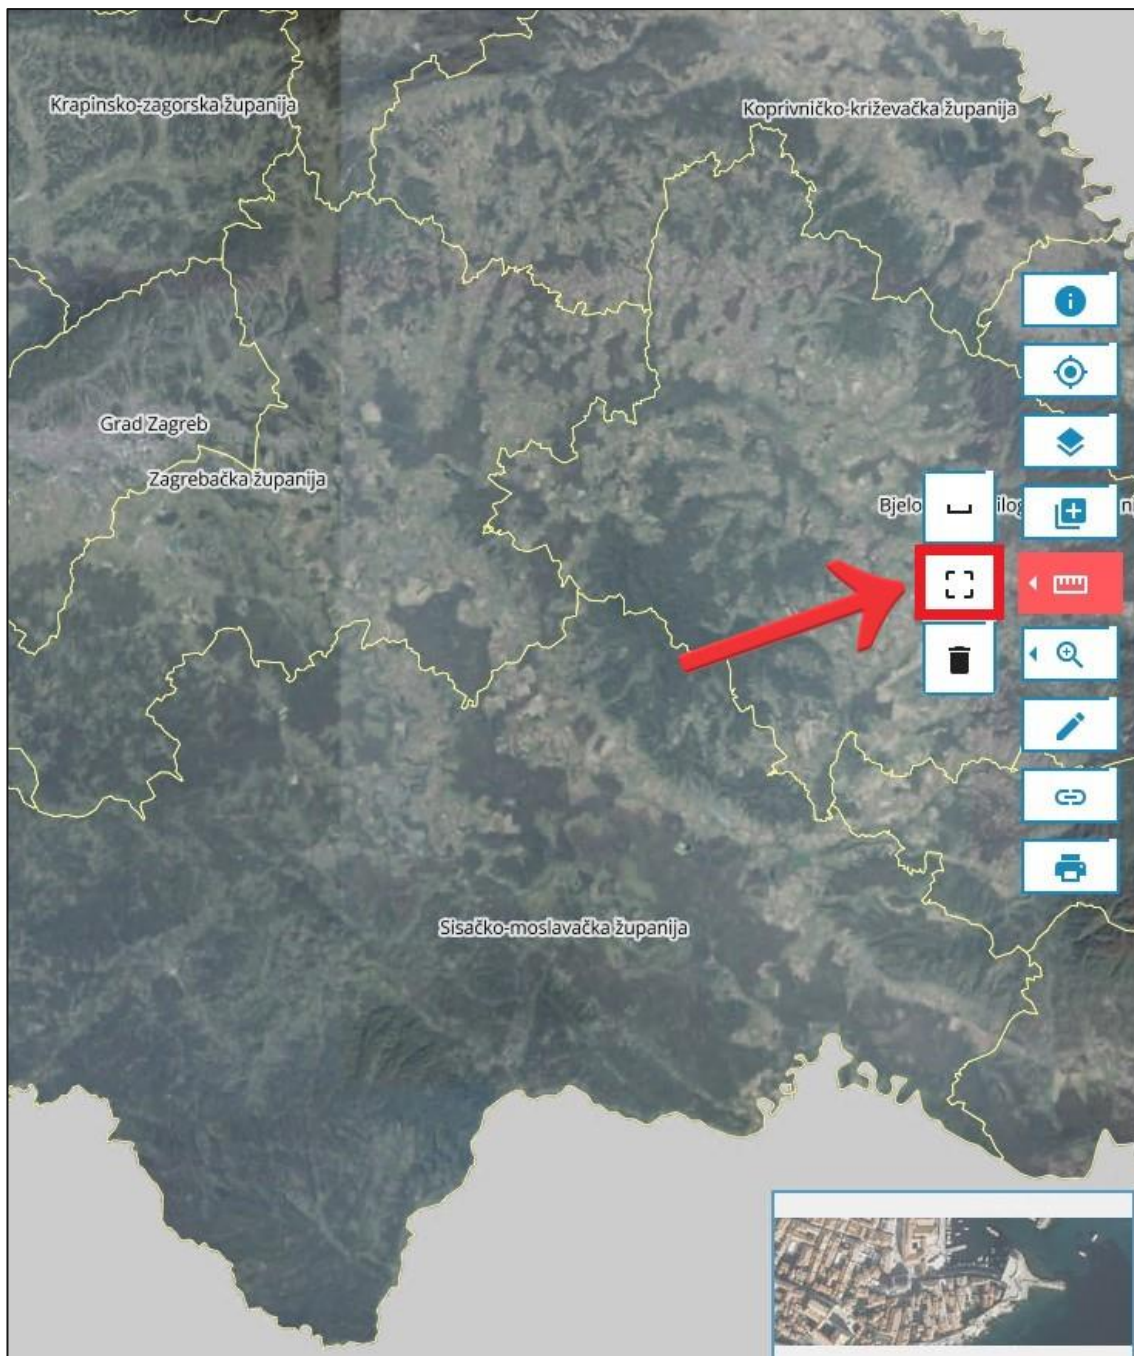 Krapinsko-zagorska županija
Koprivničko-križevačka županija
Grad Zagreb
Zagrebačka županija
Sisačko-moslavačka županija